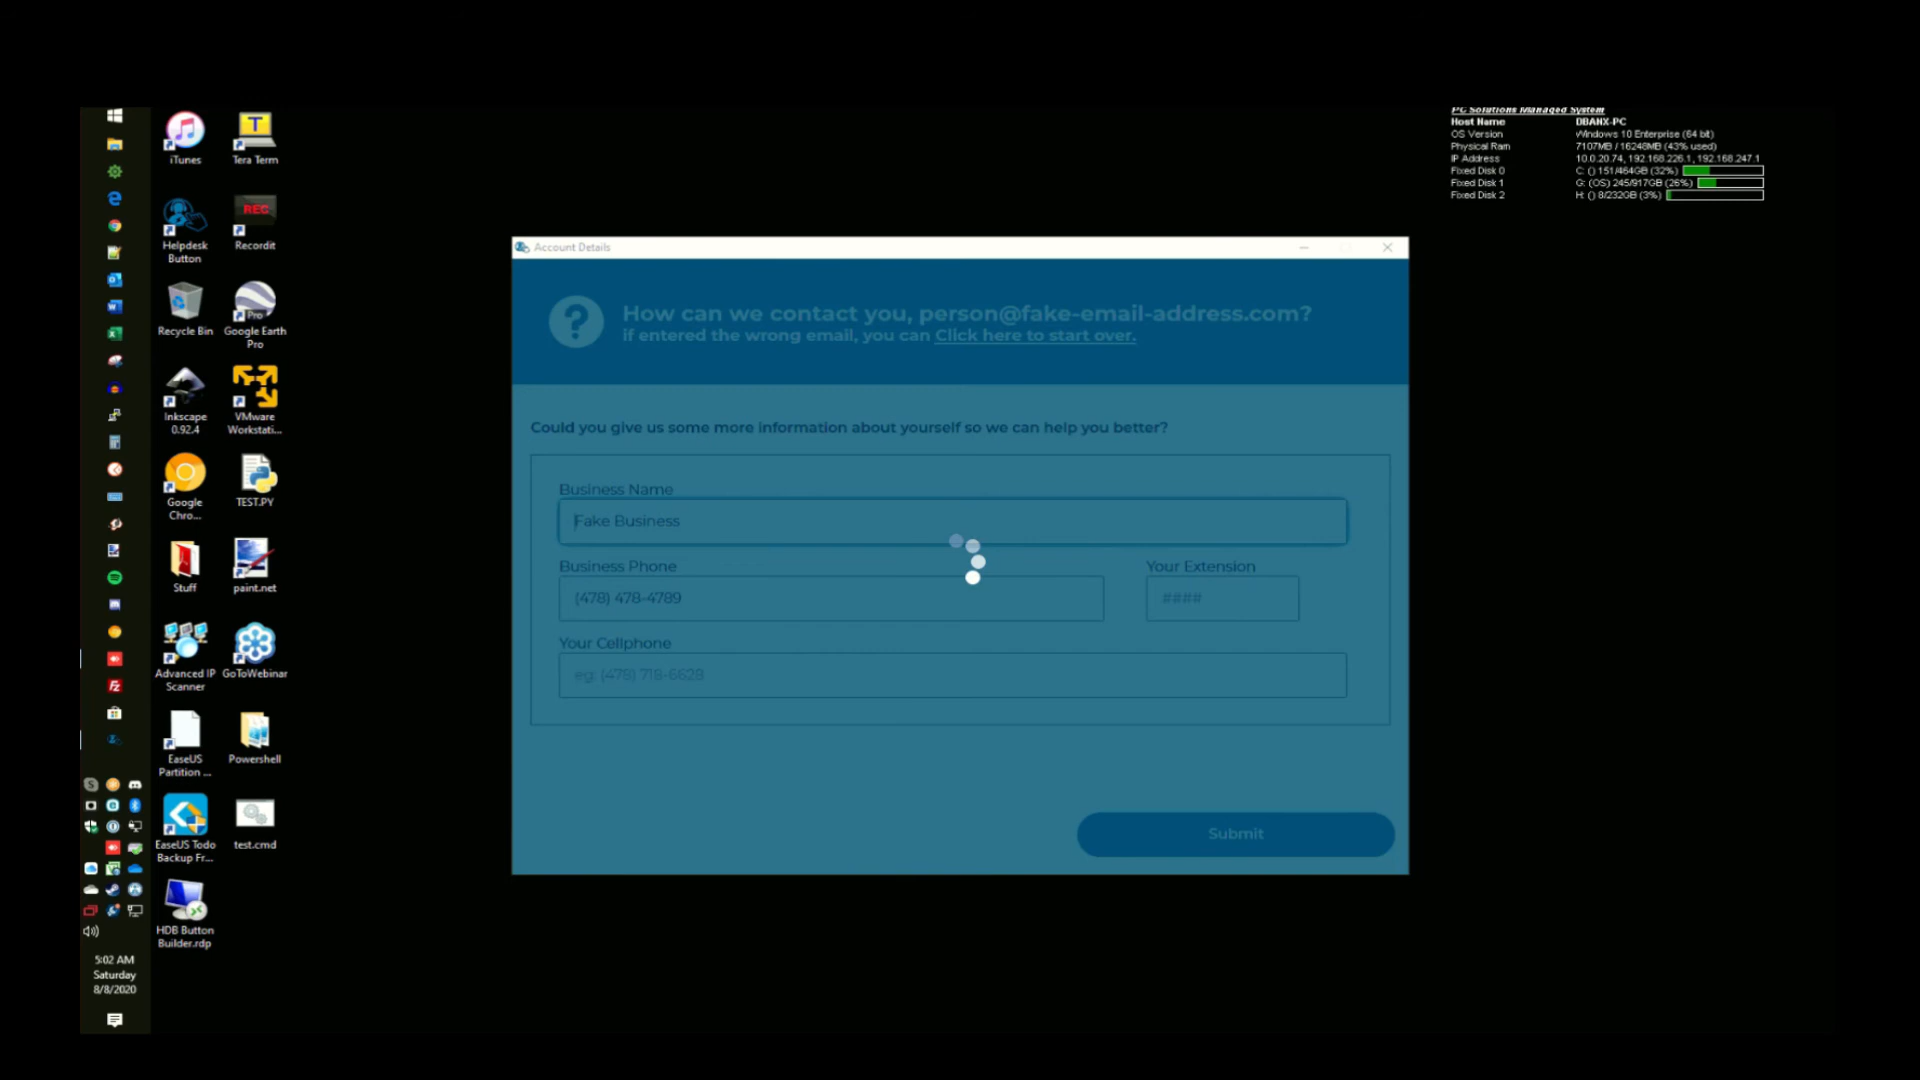 iTunes
Tera Term
Helpdesk
Button
REC
Recordit
Recycle Bin
Pro
Google Earth
Pro
Inkscape
0.92.4
VMware
Workstati...
Google
Chro...
TEST.PY
Stuff
paint.net
Advanced IP
Scanner
GoToWebinar
EaseUS
Partition ...
Powershell
EaseUS Todo
Backup Fr...
test.cmd
HDB Button
Builder.rdp
5:02 AM
Saturday
8/8/2020
PC Solutions Managed System
Host Name DBANX-PC
OS Version Windows 10 Enterprise (64 bit)
Physical Ram 7107MB / 16248MB (43% used)
IP Address 10.0.20.74, 192.168.226.1, 192.168.247.1
Fixed Disk 0 C: () 151/464GB (32%)
Fixed Disk 1 G: (OS) 245/917GB (26%)
Fixed Disk 2 H: () 8/232GB (3%)
Account Details
How can we contact you, person@fake-email-address.com?
if entered the wrong email, you can Click here to start over.
Could you give us some more information about yourself so we can help you better?
Business Name
Fake Business
Business Phone
Your Extension
(478) 478-4789
####
Your Cellphone
eg: (478) 718-6628
Submit